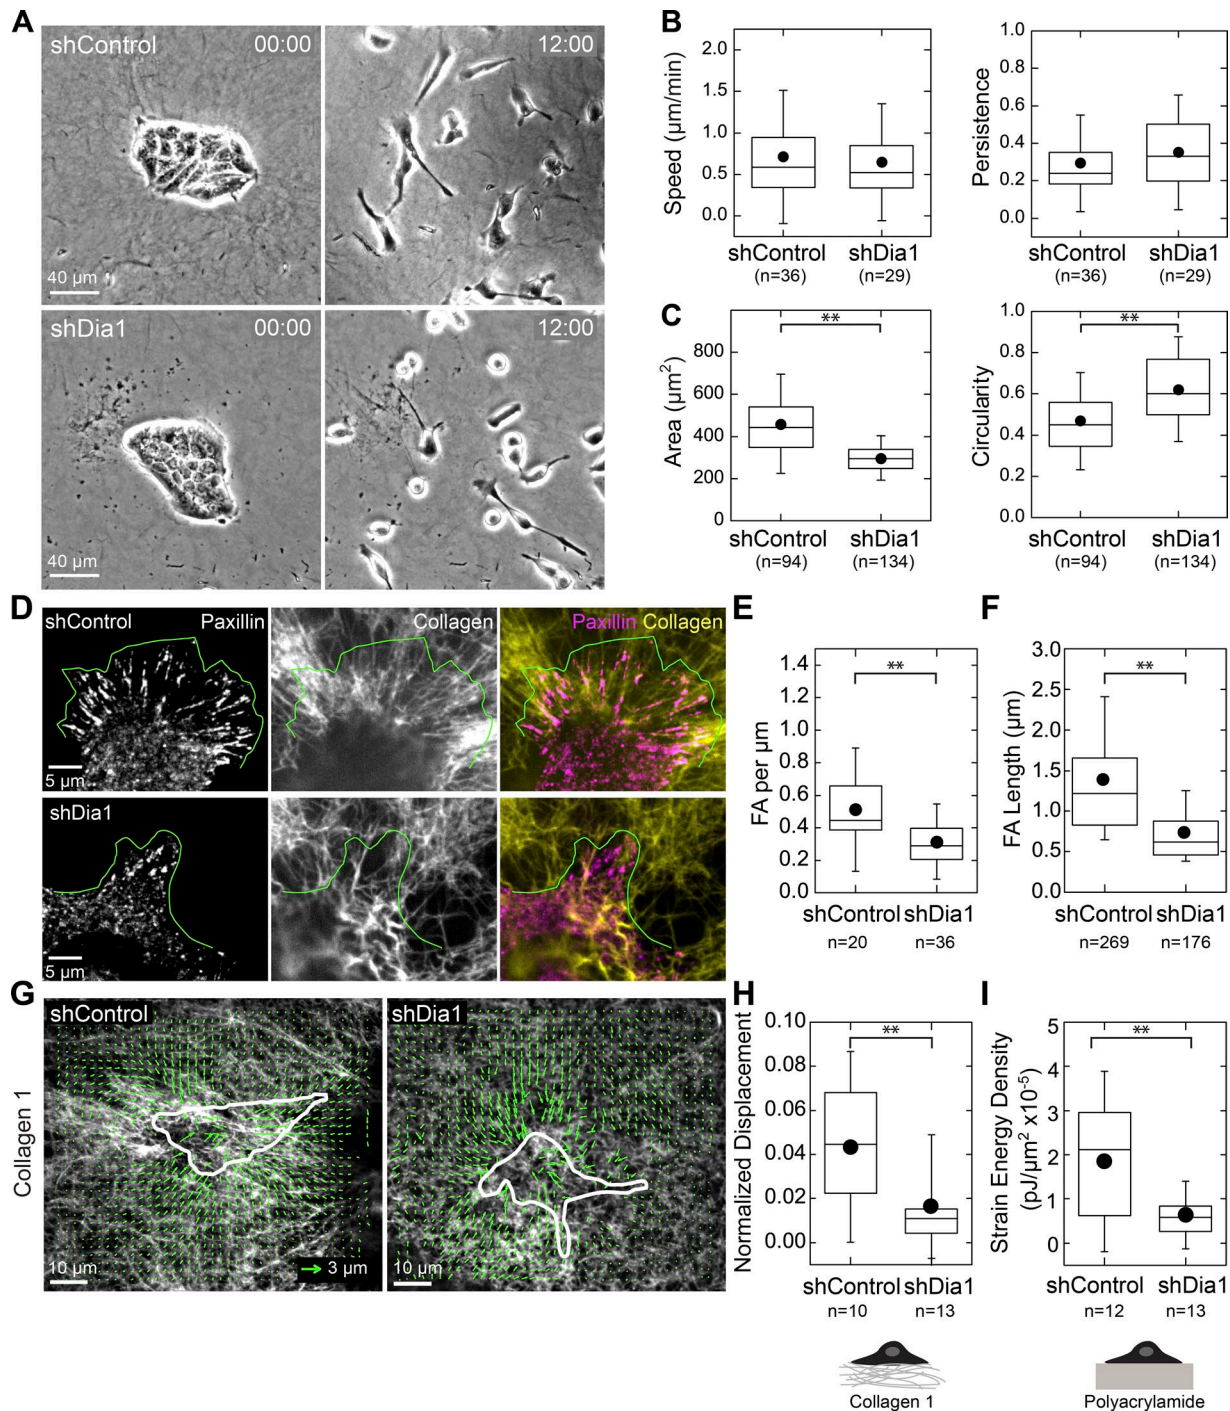 A
shControl 00:00
12:00
40 µm
shDia1 00:00
12:00
40 µm
B
Speed (µm/min)
2.0
1.5
1.0
0.5
0.0
shControl shDia1
(n=36) (n=29)
Persistence
1.0
0.8
0.6
0.4
0.2
0.0
shControl shDia1
(n=36) (n=29)
C
Area (µm²)
**
800
600
400
200
0
shControl shDia1
(n=94) (n=134)
Circularity
**
1.0
0.8
0.6
0.4
0.2
0.0
shControl shDia1
(n=94) (n=134)
D
shControl Paxillin
Collagen
Paxillin Collagen
5 µm
shDia1
5 µm
E
FA per µm
**
1.4
1.2
1.0
0.8
0.6
0.4
0.2
0.0
shControl shDia1
n=20 n=36
F
FA Length (µm)
**
3.0
2.5
2.0
1.5
1.0
0.5
0.0
shControl shDia1
n=269 n=176
G
Collagen 1
shControl
10 µm
3 µm
shDia1
10 µm
H
Normalized Displacement
**
0.10
0.08
0.06
0.04
0.02
0.00
shControl shDia1
n=10 n=13
Collagen 1
I
Strain Energy Density
(pJ/µm² x10⁻⁵)
**
5
4
3
2
1
0
shControl shDia1
n=12 n=13
Polyacrylamide